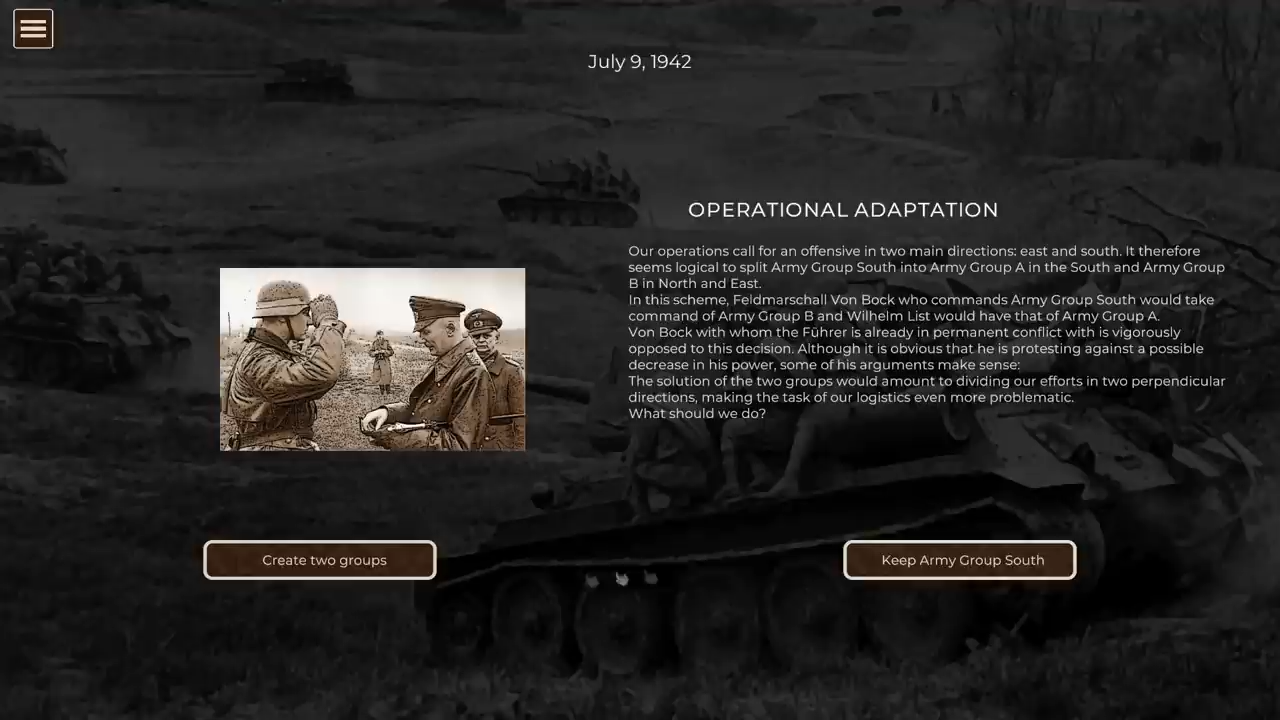 July 9, 1942
OPERATIONAL ADAPTATION
Our operations call for an offensive in two main directions: east and south. It therefore
seems logical to split Army Group South into Army Group A in the South and Army Group
B in North and East.
In this scheme, Feldmarschall Von Bock who commands Army Group South would take
command of Army Group B and Wilhelm List would have that of Army Group A.
Von Bock with whom the Führer is already in permanent conflict with is vigorously
opposed to this decision. Although it is obvious that he is protesting against a possible
decrease in his power, some of his arguments make sense:
The solution of the two groups would amount to dividing our efforts in two perpendicular
directions, making the task of our logistics even more problematic.
What should we do?
Create two groups
Keep Army Group South